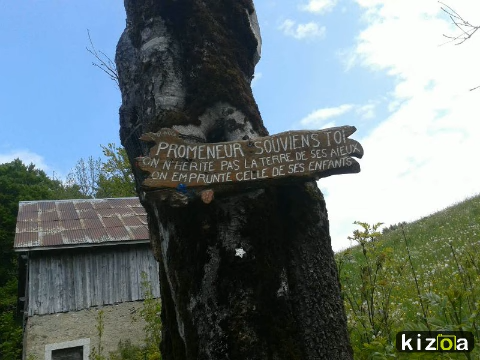 PROMENEUR SOUVIENS TOI
ON N'HERITE PAS LA TERRE DE SES AIEUX
ON EMPRUNTE CELLE DE SES ENFANTS
kizoa